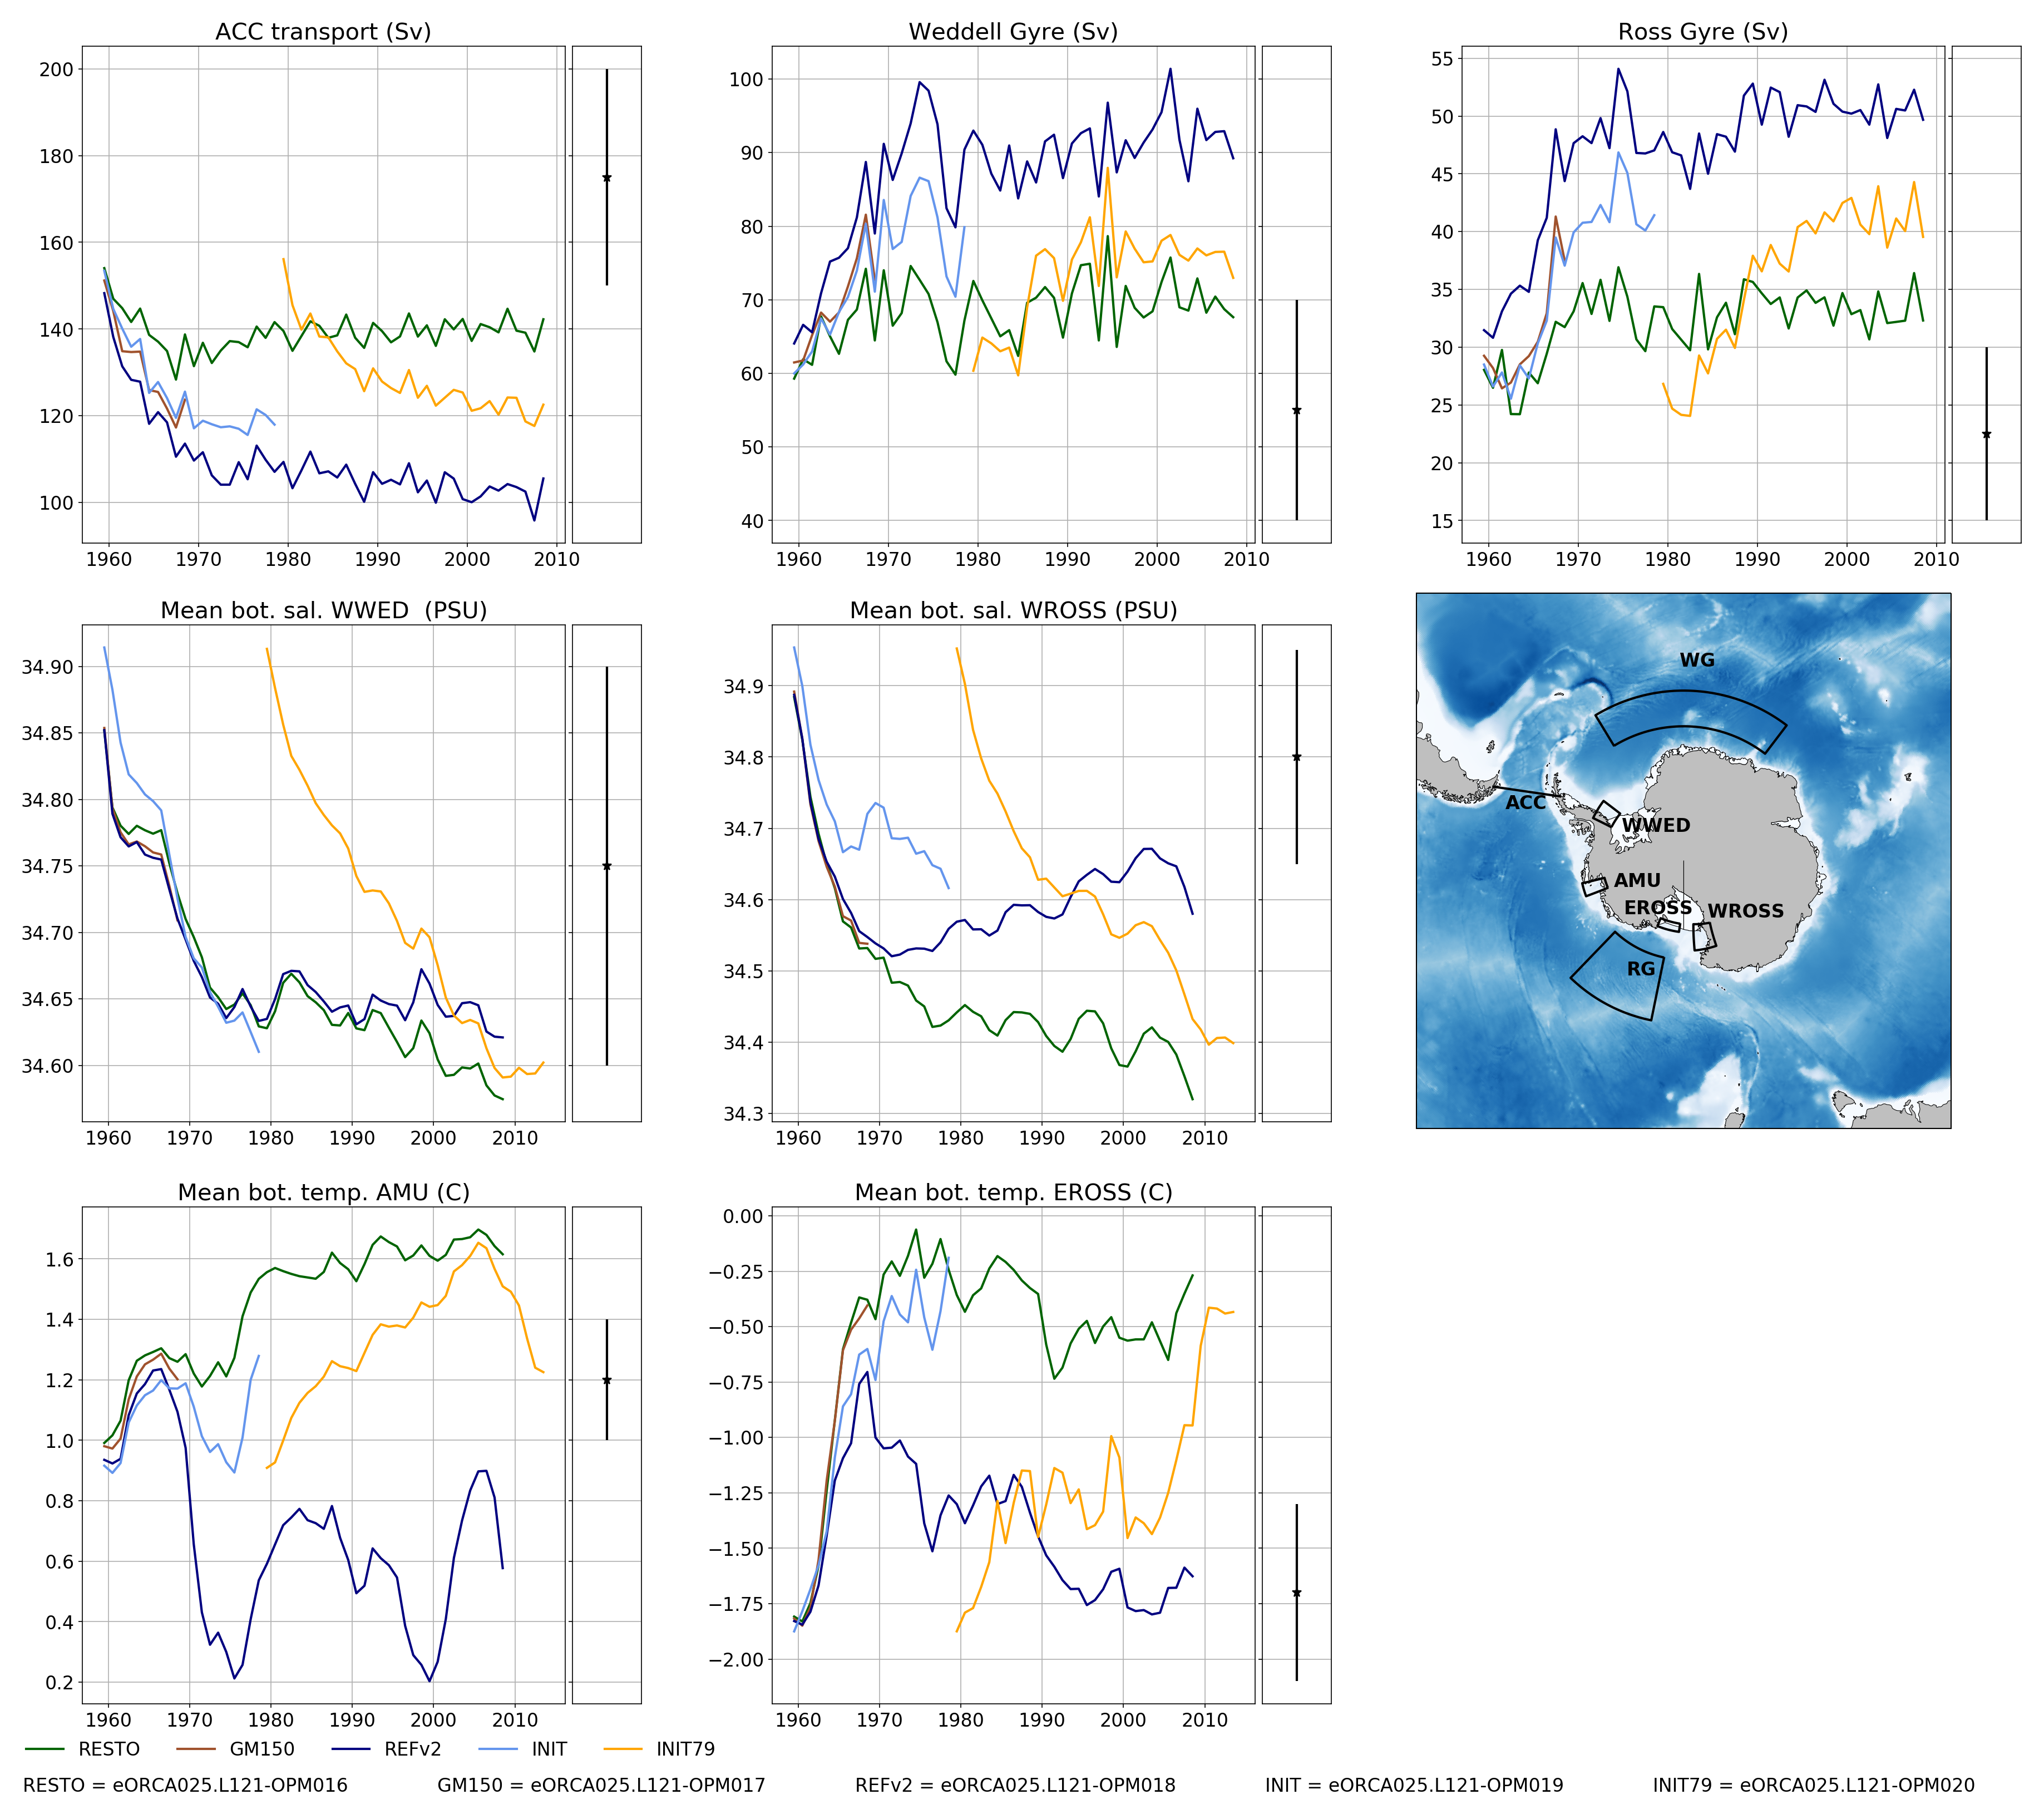 ACC transport (Sv)
200
180
160
140
120
100
1960 1970 1980 1990 2000 2010
Weddell Gyre (Sv)
100
90
80
70
60
50
40
1960 1970 1980 1990 2000 2010
Ross Gyre (Sv)
55
50
45
40
35
30
25
20
15
1960 1970 1980 1990 2000 2010
Mean bot. sal. WWED (PSU)
34.90
34.85
34.80
34.75
34.70
34.65
34.60
1960 1970 1980 1990 2000 2010
Mean bot. sal. WROSS (PSU)
34.9
34.8
34.7
34.6
34.5
34.4
34.3
1960 1970 1980 1990 2000 2010
WG
ACC
WWED
AMU
EROSS WROSS
RG
Mean bot. temp. AMU (C)
1.6
1.4
1.2
1.0
0.8
0.6
0.4
0.2
1960 1970 1980 1990 2000 2010
Mean bot. temp. EROSS (C)
0.00
−0.25
−0.50
−0.75
−1.00
−1.25
−1.50
−1.75
−2.00
1960 1970 1980 1990 2000 2010
RESTO GM150 REFv2 INIT INIT79
RESTO = eORCA025.L121-OPM016 GM150 = eORCA025.L121-OPM017 REFv2 = eORCA025.L121-OPM018 INIT = eORCA025.L121-OPM019 INIT79 = eORCA025.L121-OPM020